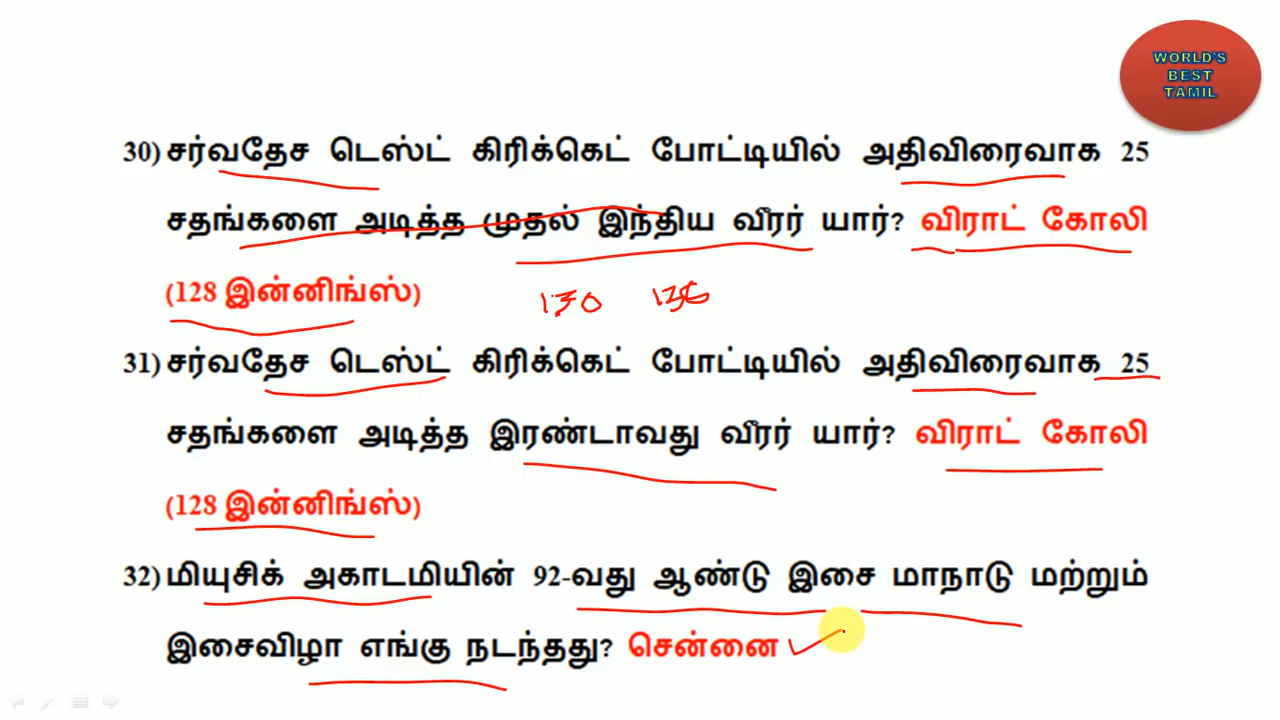 WORLD'S
BEST
TAMIL
30) சர்வதேச டெஸ்ட் கிரிக்கெட் போட்டியில் அதிவிரைவாக 25
சதங்களை அடித்த முதல் இந்திய வீரர் யார்? விராட் கோலி
(128 இன்னிங்ஸ்)
130 136
31) சர்வதேச டெஸ்ட் கிரிக்கெட் போட்டியில் அதிவிரைவாக 25
சதங்களை அடித்த இரண்டாவது வீரர் யார்? விராட் கோலி
(128 இன்னிங்ஸ்)
32) மியுசிக் அகாடமியின் 92-வது ஆண்டு இசை மாநாடு மற்றும்
இசைவிழா எங்கு நடந்தது? சென்னை